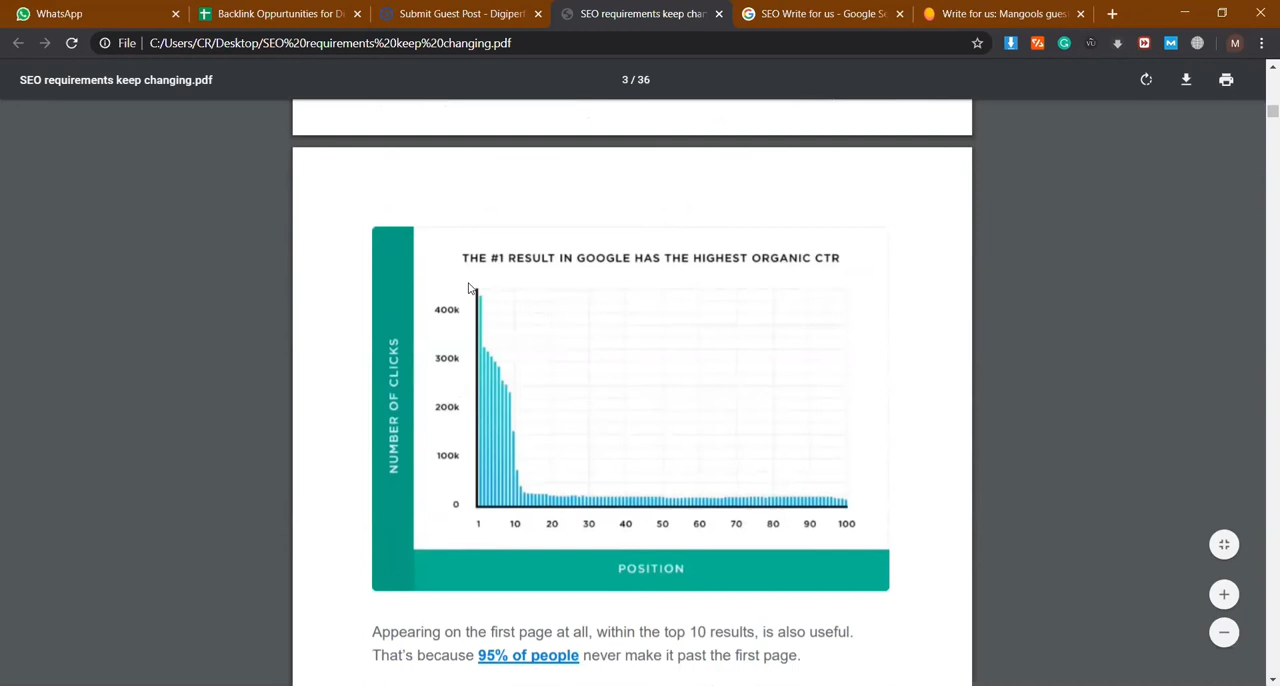 WhatsApp
Backlink Oppurtunities for D
Submit Guest Post - Digiperf
SEO requirements keep chan
SEO Write for us - Google Se
Write for us: Mangools gues
File
C:/Users/CR/Desktop/SEO%20requirements%20keep%20changing.pdf
M
M
SEO requirements keep changing.pdf
3 / 36
THE #1 RESULT IN GOOGLE HAS THE HIGHEST ORGANIC CTR
NUMBER OF CLICKS
400k
300k
200k
100k
0
1 10 20 30 40 50 60 70 80 90 100
POSITION
Appearing on the first page at all, within the top 10 results, is also useful.
That's because 95% of people never make it past the first page.